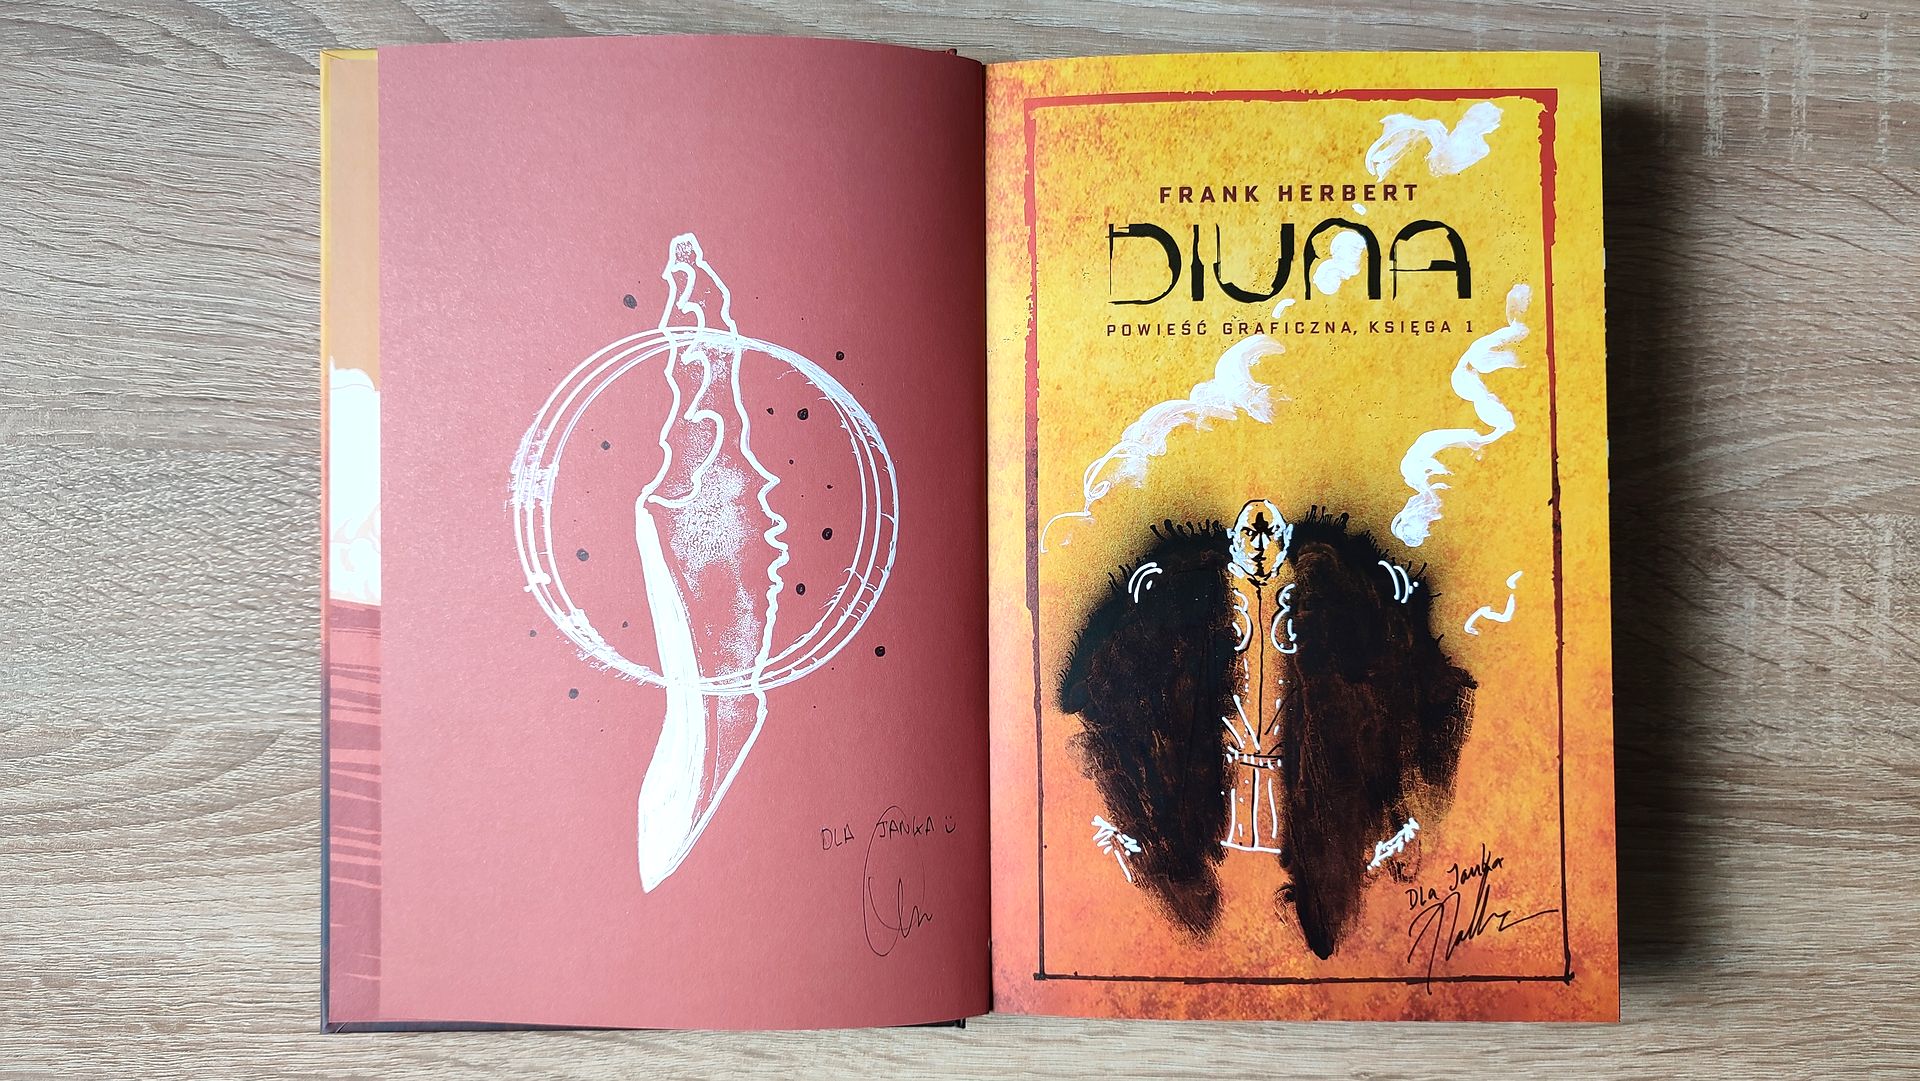 DLA JANKA
FRANK HERBERT
DIUNA
POWIEŚĆ GRAFICZNA, KSIĘGA 1
Dla Janka